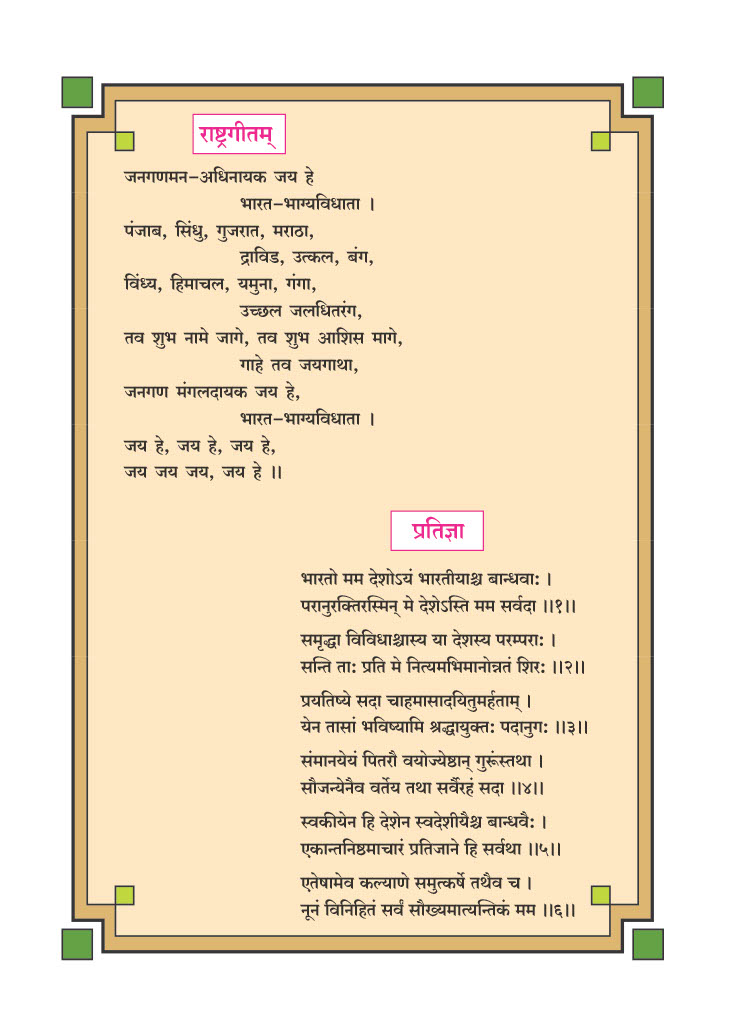 राष्ट्रगीतम्
जनगणमन–अधिनायक जय हे
भारत–भाग्यविधाता ।
पंजाब, सिंधु, गुजरात, मराठा,
द्राविड, उत्कल, बंग,
विंध्य, हिमाचल, यमुना, गंगा,
उच्छल जलधितरंग,
तव शुभ नामे जागे, तव शुभ आशिस मागे,
गाहे तव जयगाथा,
जनगण मंगलदायक जय हे,
भारत–भाग्यविधाता ।
जय हे, जय हे, जय हे,
जय जय जय, जय हे ।।
प्रतिज्ञा
भारतो मम देशोऽयं भारतीयाश्च बान्धवाः ।
परानुरक्तिरस्मिन् मे देशेऽस्ति मम सर्वदा ।।१।।
समृद्धा विविधाश्चास्य या देशस्य परम्पराः ।
सन्ति ताः प्रति मे नित्यमभिमानोन्नतं शिरः ।।२।।
प्रयतिष्ये सदा चाहमासादयितुमर्हताम् ।
येन तासां भविष्यामि श्रद्धायुक्तः पदानुगः ।।३।।
संमानयेयं पितरौ वयोज्येष्ठान् गुरूंस्तथा ।
सौजन्येनैव वर्तेय तथा सर्वैरहं सदा ।।४।।
स्वकीयेन हि देशेन स्वदेशीयैश्च बान्धवैः ।
एकान्तनिष्ठमाचारं प्रतिजाने हि सर्वथा ।।५।।
एतेषामेव कल्याणे समुत्कर्षे तथैव च ।
नूनं विनिहितं सर्वं सौख्यमात्यन्तिकं मम ।।६।।